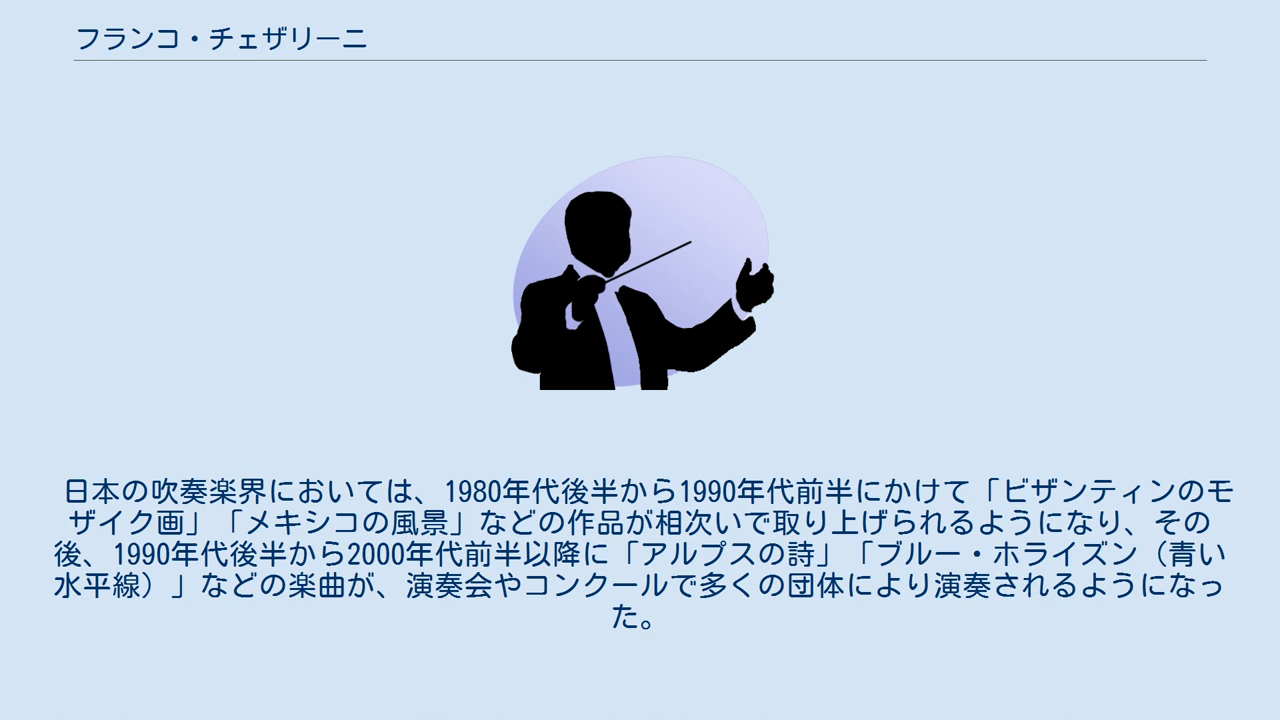 フランコ・チェザリーニ
日本の吹奏楽界においては、1980年代後半から1990年代前半にかけて「ビザンティンのモ
ザイク画」「メキシコの風景」などの作品が相次いで取り上げられるようになり、その
後、1990年代後半から2000年代前半以降に「アルプスの詩」「ブルー・ホライズン（青い
水平線）」などの楽曲が、演奏会やコンクールで多くの団体により演奏されるようになっ
た。